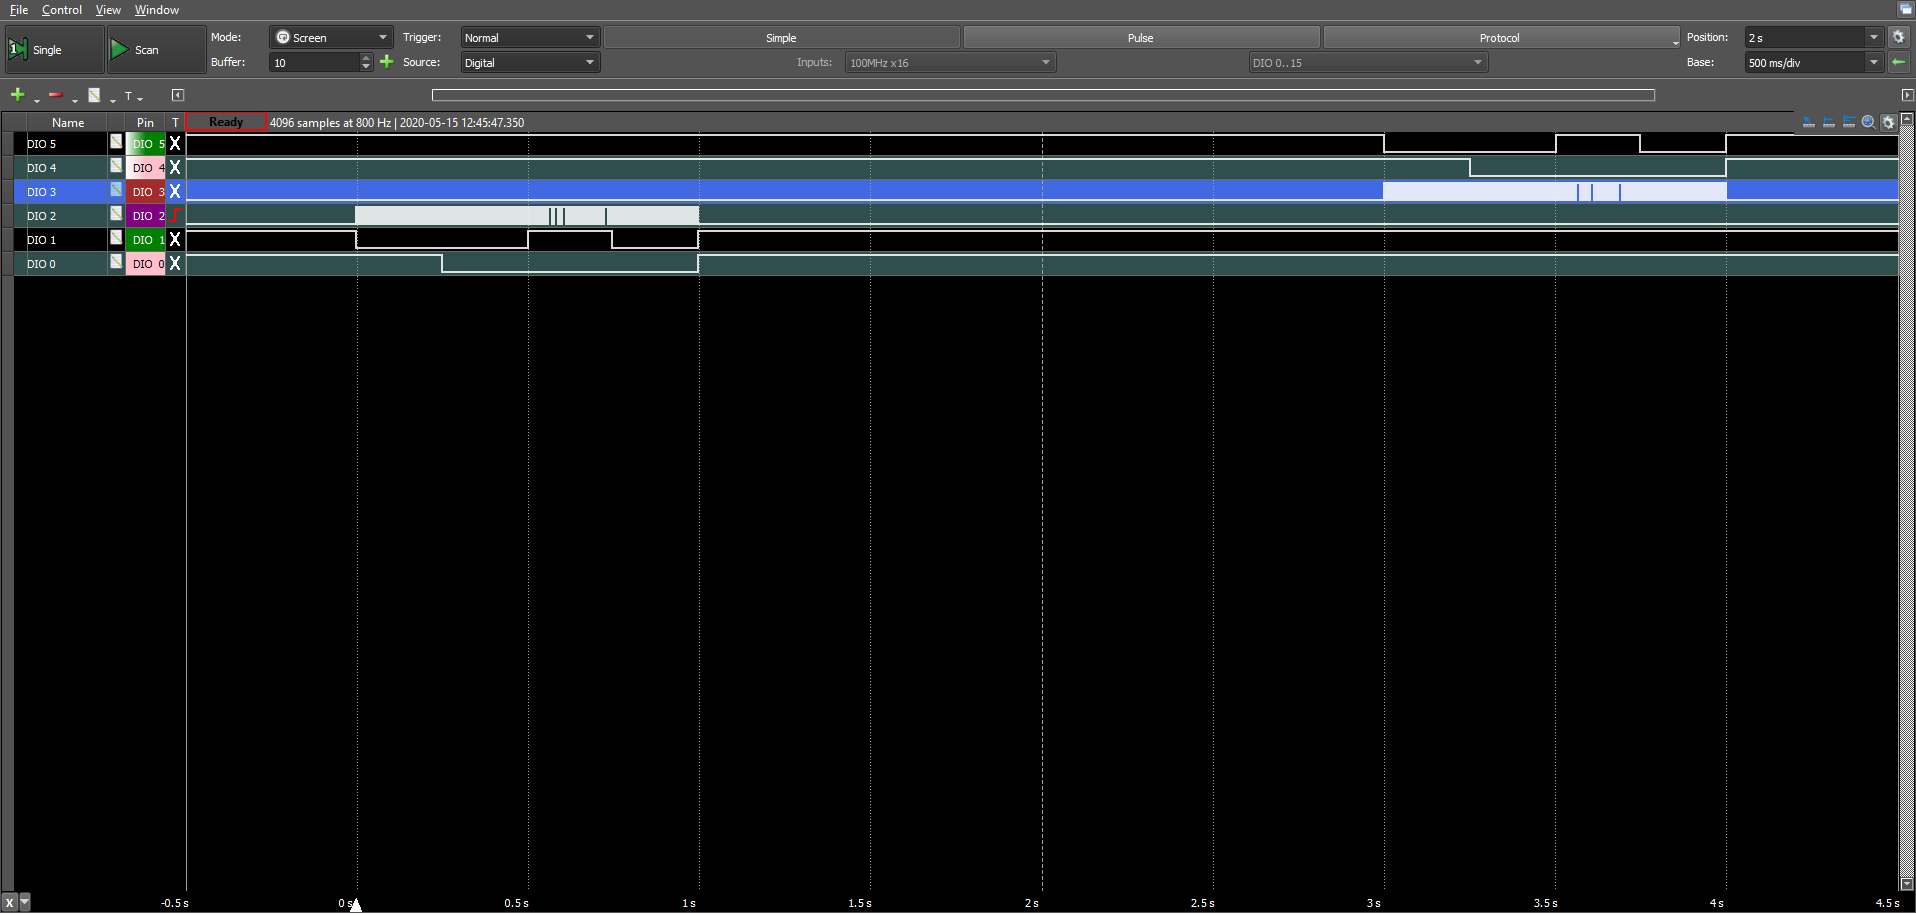 File Control View Window
1 Single Scan Mode: Screen Trigger: Normal Simple Pulse Protocol Position: 2 s
Buffer: 10 Source: Digital Inputs: 100MHz x16 DIO 0..15 Base: 500 ms/div
T
Name Pin T Ready 4096 samples at 800 Hz | 2020-05-15 12:45:47.350
DIO 5 DIO 5 X
DIO 4 DIO 4 X
DIO 3 DIO 3 X
DIO 2 DIO 2
DIO 1 DIO 1 X
DIO 0 DIO 0 X
X -0.5 s 0 s 0.5 s 1 s 1.5 s 2 s 2.5 s 3 s 3.5 s 4 s 4.5 s